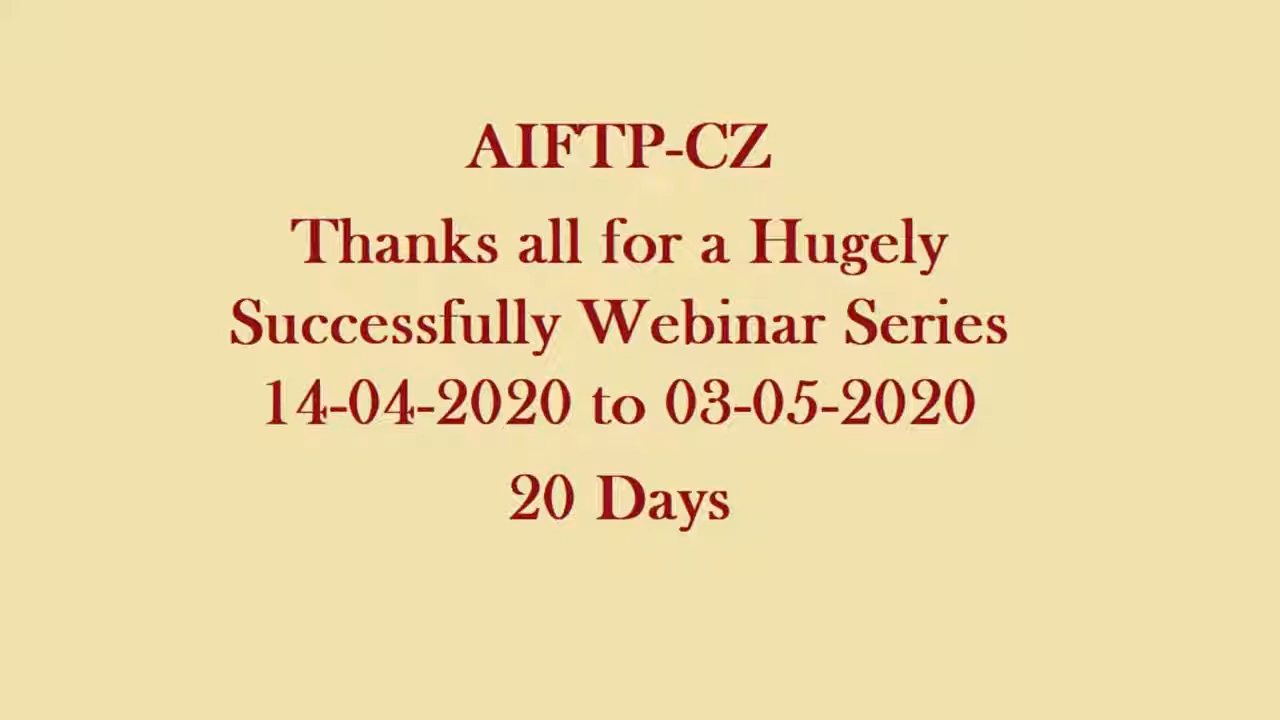 AIFTP-CZ
Thanks all for a Hugely
Successfully Webinar Series
14-04-2020 to 03-05-2020
20 Days